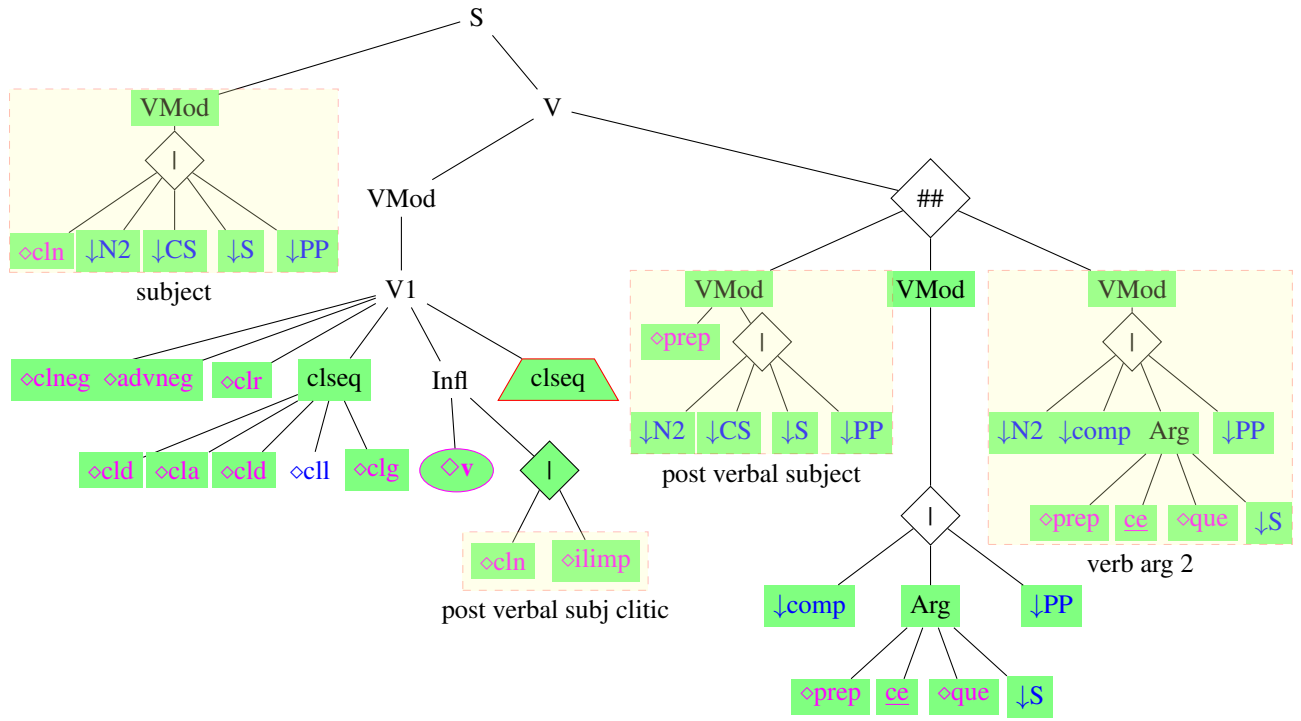 S
VMod
V
|
VMod
##
◇cln ↓N2 ↓CS ↓S ↓PP
subject
V1
VMod VMod VMod
◇prep | |
◇clneg ◇advneg ◇clr clseq Infl clseq
↓N2 ↓CS ↓S ↓PP
↓N2 ↓comp Arg ↓PP
post verbal subject
◇cld ◇cla ◇cld ◇cll ◇clg ◇v |
|
◇prep ce ◇que ↓S
verb arg 2
◇cln ◇ilimp
post verbal subj clitic
↓comp Arg ↓PP
◇prep ce ◇que ↓S